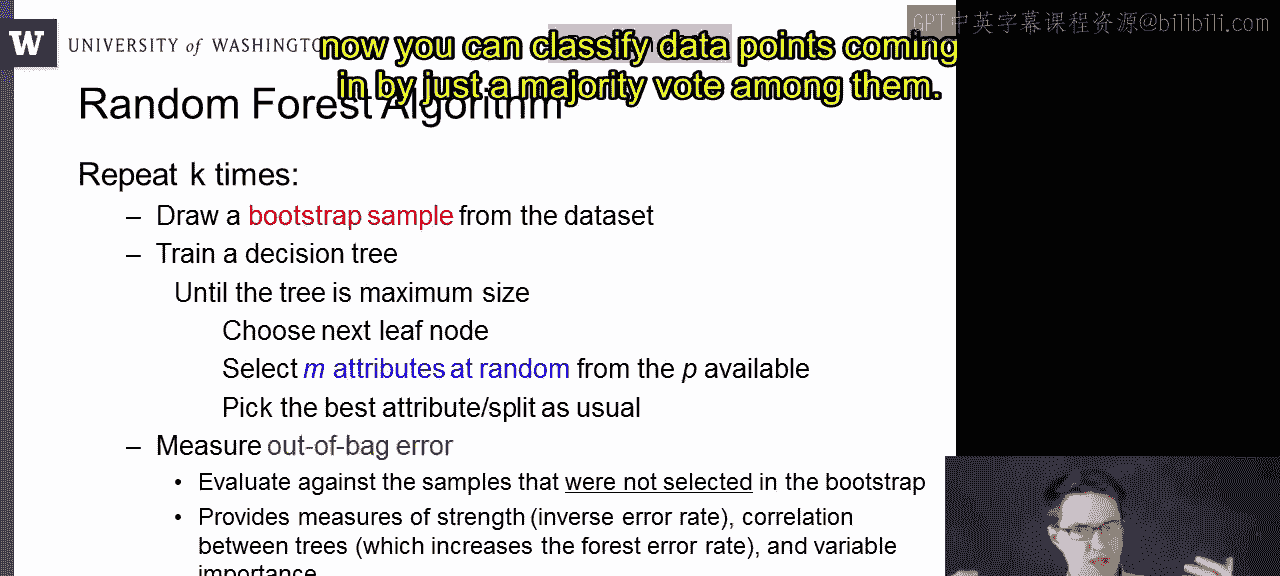 W UNIVERSITY of WASHINGTO
GPT中英字幕课程资源@bilibili.com
now you can classify data points coming
in by just a majority vote among them.
Random Forest Algorithm
Repeat k times:
– Draw a bootstrap sample from the dataset
– Train a decision tree
Until the tree is maximum size
Choose next leaf node
Select m attributes at random from the p available
Pick the best attribute/split as usual
– Measure out-of-bag error
• Evaluate against the samples that were not selected in the bootstrap
• Provides measures of strength (inverse error rate), correlation
between trees (which increases the forest error rate), and variable
importance